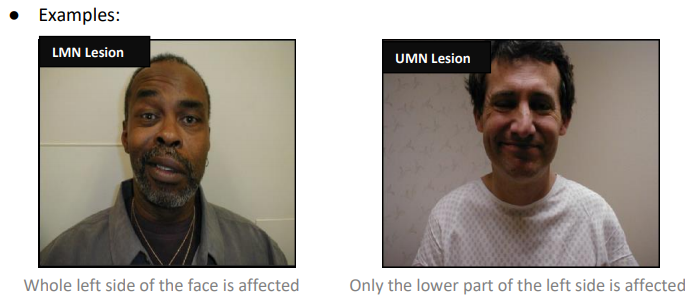 ● Examples:
LMN Lesion
UMN Lesion
Whole left side of the face is affected
Only the lower part of the left side is affected